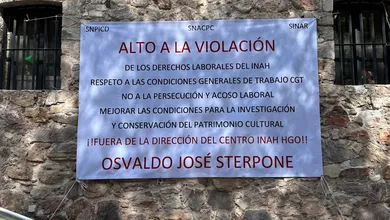 SNPICD SNACPC SINAR
ALTO A LA VIOLACIÓN
DE LOS DERECHOS LABORALES DEL INAH
RESPETO A LAS CONDICIONES GENERALES DE TRABAJO CGT
NO A LA PERSECUCIÓN Y ACOSO LABORAL
MEJORAR LAS CONDICIONES PARA LA INVESTIGACIÓN
Y CONSERVACIÓN DEL PATRIMONIO CULTURAL
!!FUERA DE LA DIRECCIÓN DEL CENTRO INAH HGO!!
OSVALDO JOSÉ STERPONE